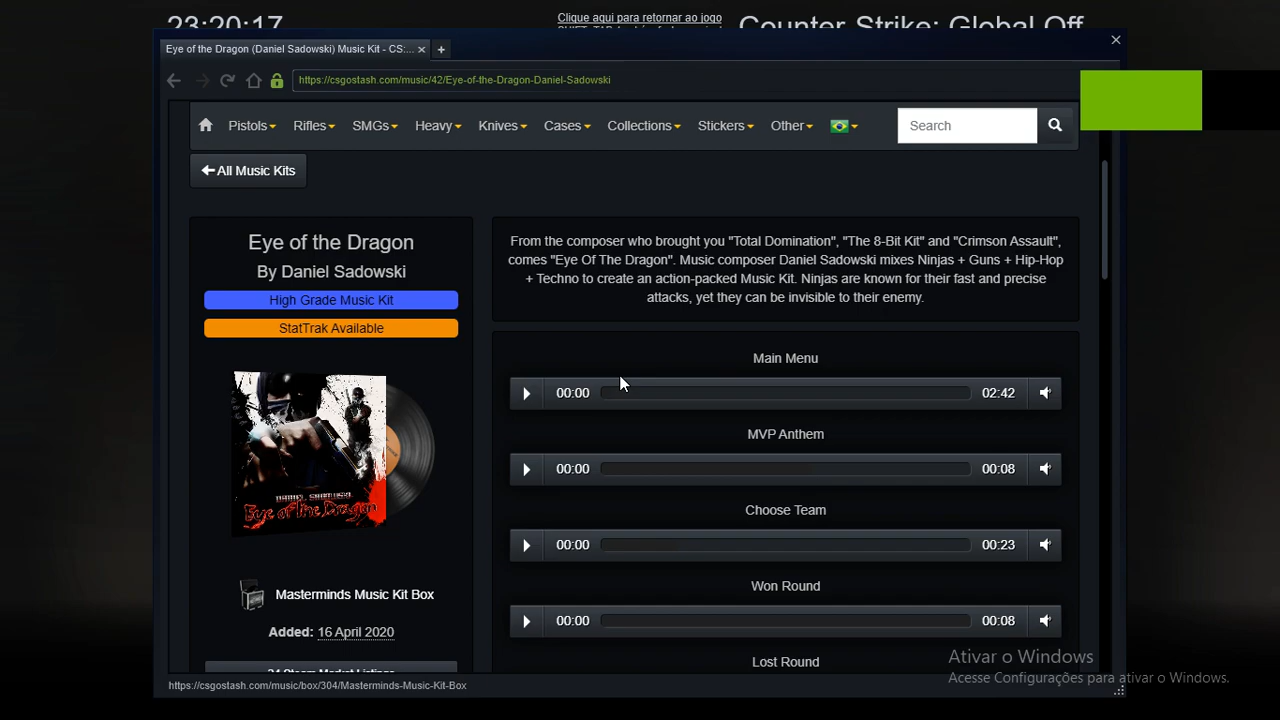 23:20:17
Clique aqui para retornar ao jogo
Counter Strike: Global Off
Eye of the Dragon (Daniel Sadowski) Music Kit - CS:...
https://csgostash.com/music/42/Eye-of-the-Dragon-Daniel-Sadowski
Pistols Rifles SMGs Heavy Knives Cases Collections Stickers Other Search
All Music Kits
Eye of the Dragon
By Daniel Sadowski
High Grade Music Kit
StatTrak Available
DANIEL SADOWSKI
Eye of the Dragon
Masterminds Music Kit Box
Added: 16 April 2020
34 Steam Market Listings
From the composer who brought you "Total Domination", "The 8-Bit Kit" and "Crimson Assault",
comes "Eye Of The Dragon". Music composer Daniel Sadowski mixes Ninjas + Guns + Hip-Hop
+ Techno to create an action-packed Music Kit. Ninjas are known for their fast and precise
attacks, yet they can be invisible to their enemy.
Main Menu
00:00 02:42
MVP Anthem
00:00 00:08
Choose Team
00:00 00:23
Won Round
00:00 00:08
Lost Round
Ativar o Windows
Acesse Configurações para ativar o Windows.
https://csgostash.com/music/box/304/Masterminds-Music-Kit-Box